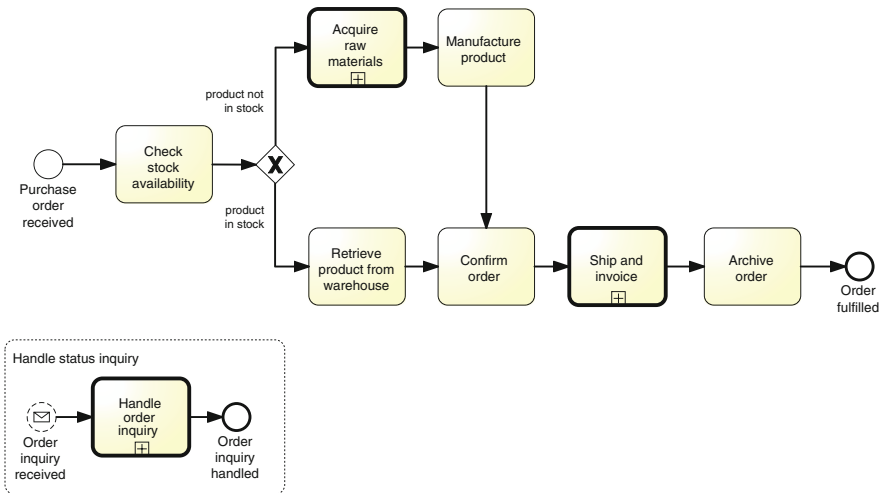 Acquire
raw
materials
Manufacture
product
product not
in stock
Check
stock
availability
X
Purchase
order
received
product
in stock
Retrieve
product from
warehouse
Confirm
order
Ship and
invoice
Archive
order
Order
fulfilled
Handle status inquiry
Handle
order
inquiry
Order
inquiry
received
Order
inquiry
handled